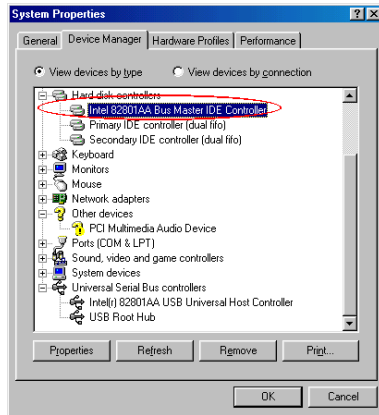 System Properties
General Device Manager Hardware Profiles Performance
View devices by type View devices by connection
Hard disk controllers
Intel 82801AA Bus Master IDE Controller
Primary IDE controller (dual fifo)
Secondary IDE controller (dual fifo)
Keyboard
Monitors
Mouse
Network adapters
Other devices
PCI Multimedia Audio Device
Ports (COM & LPT)
Sound, video and game controllers
System devices
Universal Serial Bus controllers
Intel(r) 82801AA USB Universal Host Controller
USB Root Hub
Properties Refresh Remove Print...
OK Cancel